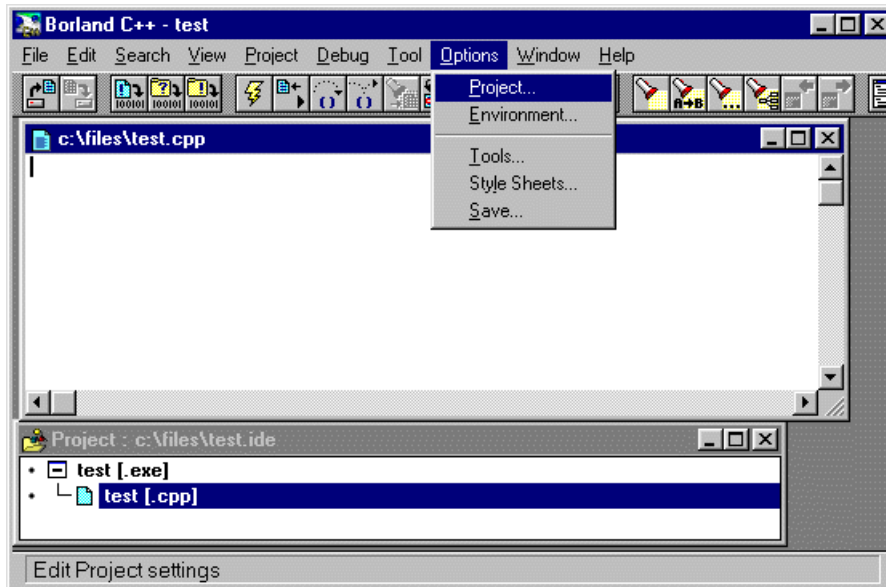 Borland C++ - test
File Edit Search View Project Debug Tool Options Window Help
Project...
Environment...
Tools...
Style Sheets...
Save...
c:\files\test.cpp
Project : c:\files\test.ide
test [.exe]
test [.cpp]
Edit Project settings